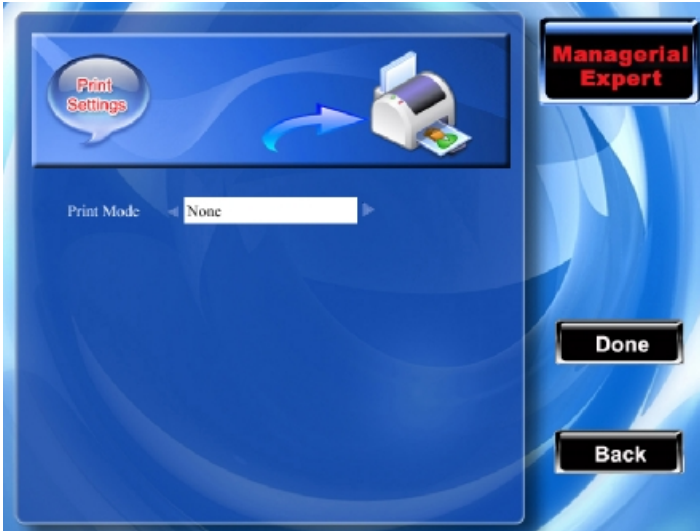 Print
Settings
Managorial
Expert
Print Mode
None
Done
Back